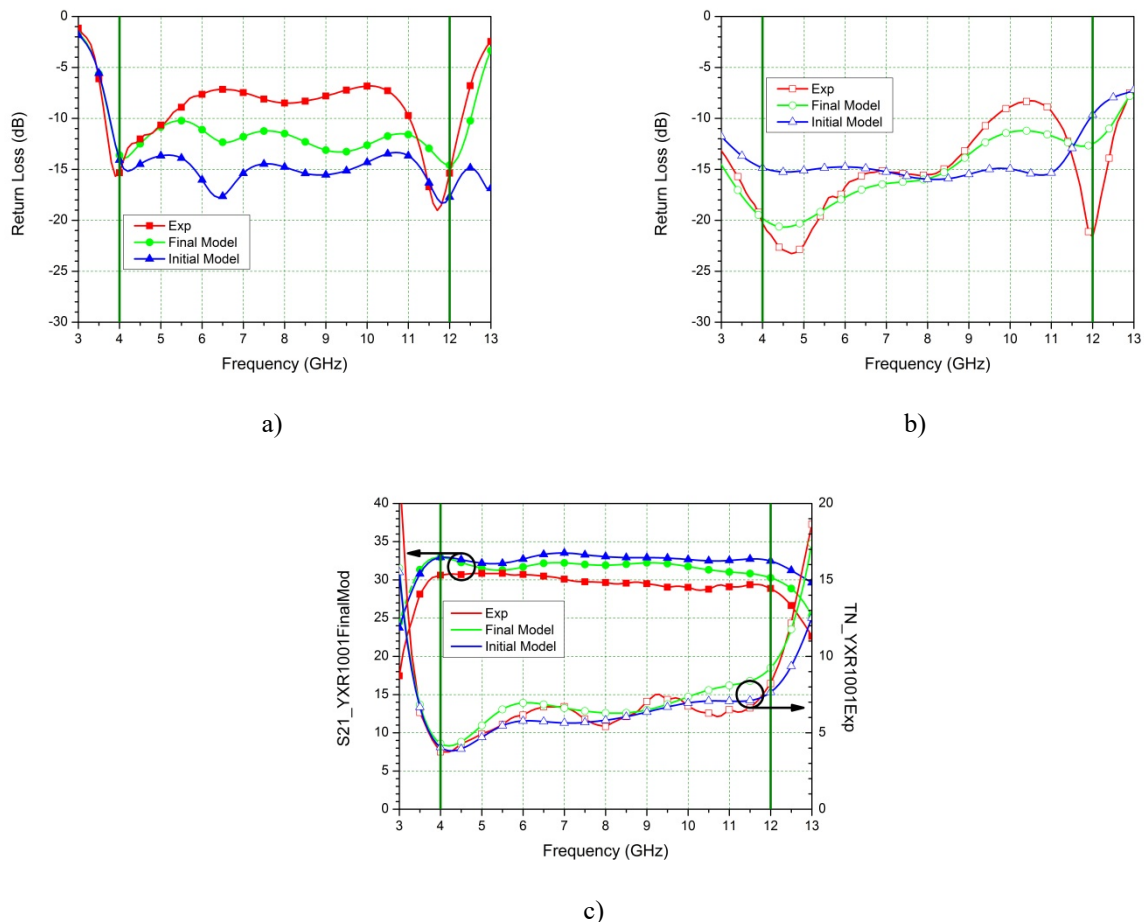 0
-5
-10
-15
-20
-25
-30
Return Loss (dB)
Exp
Final Model
Initial Model
3 4 5 6 7 8 9 10 11 12 13
Frequency (GHz)
a)
0
-5
-10
-15
-20
-25
-30
Return Loss (dB)
Exp
Final Model
Initial Model
3 4 5 6 7 8 9 10 11 12 13
Frequency (GHz)
b)
40
35
30
25
20
15
10
5
0
S21_YXR1001FinalMod
Exp
Final Model
Initial Model
20
15
10
5
0
TN_YXR1001Exp
3 4 5 6 7 8 9 10 11 12 13
Frequency (GHz)
c)